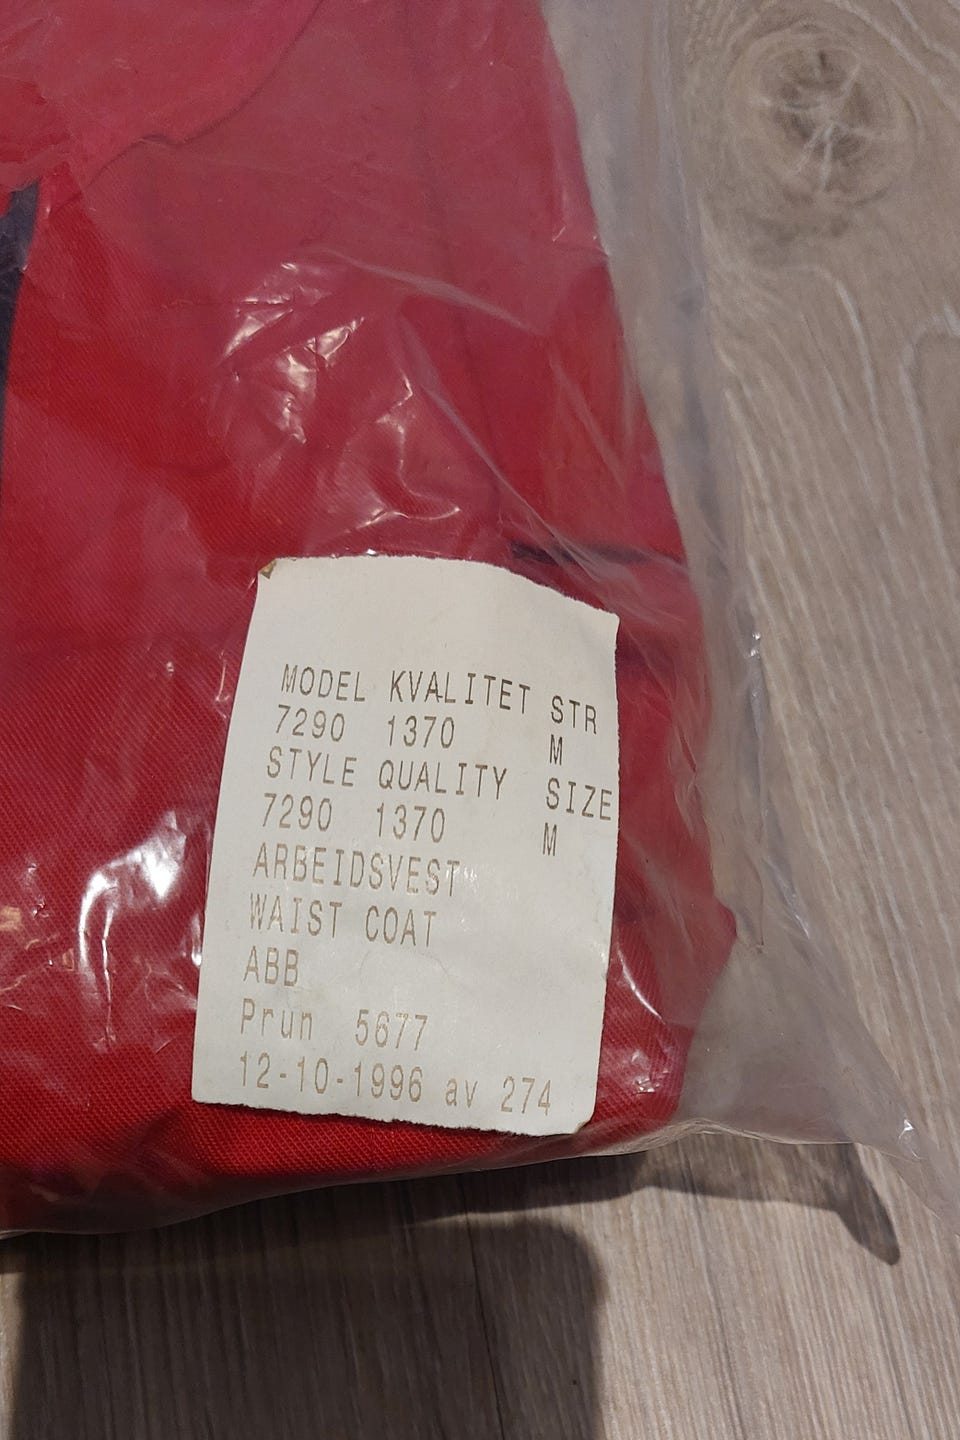 MODEL KVALITET STR
7290 1370 M
STYLE QUALITY SIZE
7290 1370 M
ARBEIDSVEST
WAIST COAT
ABB
Prun 5677
12-10-1996 av 274